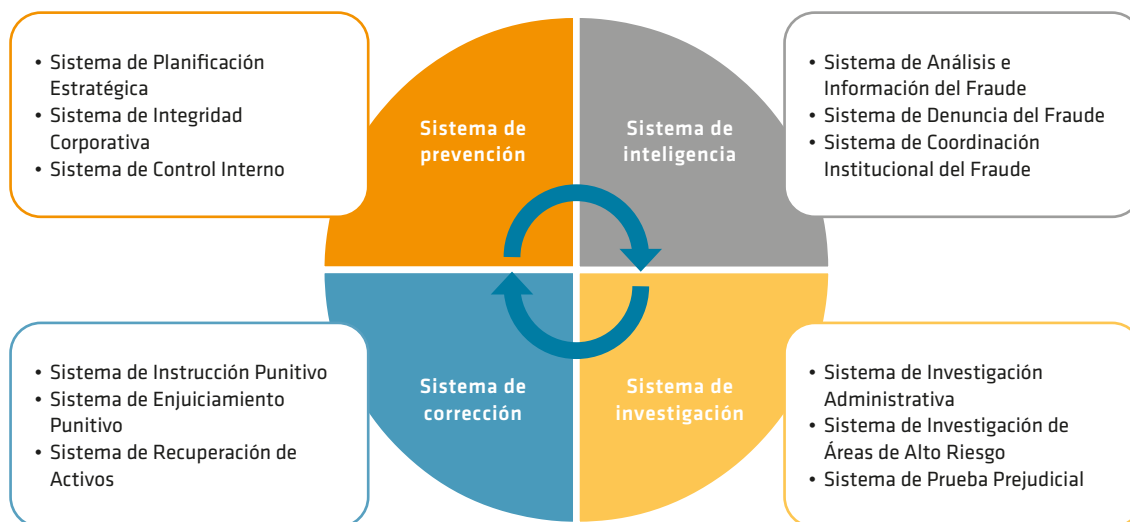 • Sistema de Planificación
Estratégica
• Sistema de Integridad
Corporativa
• Sistema de Control Interno
Sistema de
prevención
Sistema de
inteligencia
• Sistema de Análisis e
Información del Fraude
• Sistema de Denuncia del Fraude
• Sistema de Coordinación
Institucional del Fraude
• Sistema de Instrucción Punitivo
• Sistema de Enjuiciamiento
Punitivo
• Sistema de Recuperación de
Activos
Sistema de
corrección
Sistema de
investigación
• Sistema de Investigación
Administrativa
• Sistema de Investigación de
Áreas de Alto Riesgo
• Sistema de Prueba Prejudicial